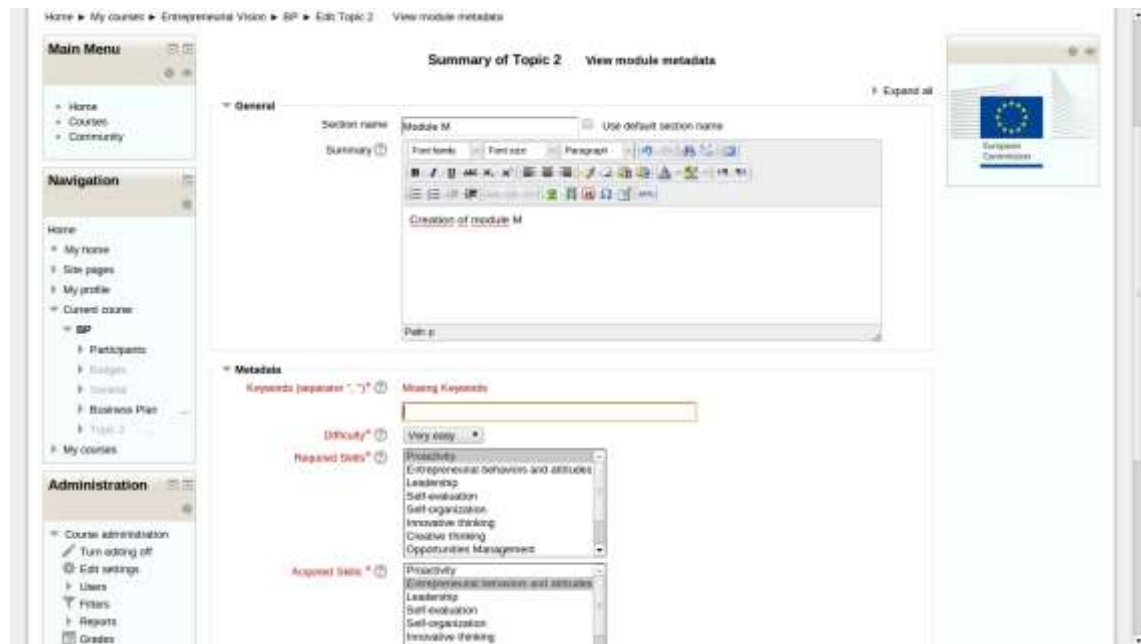 Home ► My courses ► Entrepreneurial Vision ► BP ► Edit Topic 2 View module metadata
Main Menu
Home
Courses
Community
Navigation
Home
My home
Site pages
My profile
Current course
BP
Participants
Badges
General
Business Plan ...
Topic 2
My courses
Administration
Course administration
Turn editing off
Edit settings
Users
Filters
Reports
Grades
Summary of Topic 2 View module metadata
Expand all
General
Section name Module M Use default section name
Summary
Font family Font size Paragraph
Creation of module M
Path: p
Metadata
Keywords (separator ", ")* Missing Keywords
Difficulty* Very easy
Required Skills* Proactivity
Entrepreneurial behaviors and attitudes
Leadership
Self-evaluation
Self-organization
Innovative thinking
Creative thinking
Opportunities Management
Acquired Skills * Proactivity
Entrepreneurial behaviors and attitudes
Leadership
Self-evaluation
Self-organization
Innovative thinking
European
Commission